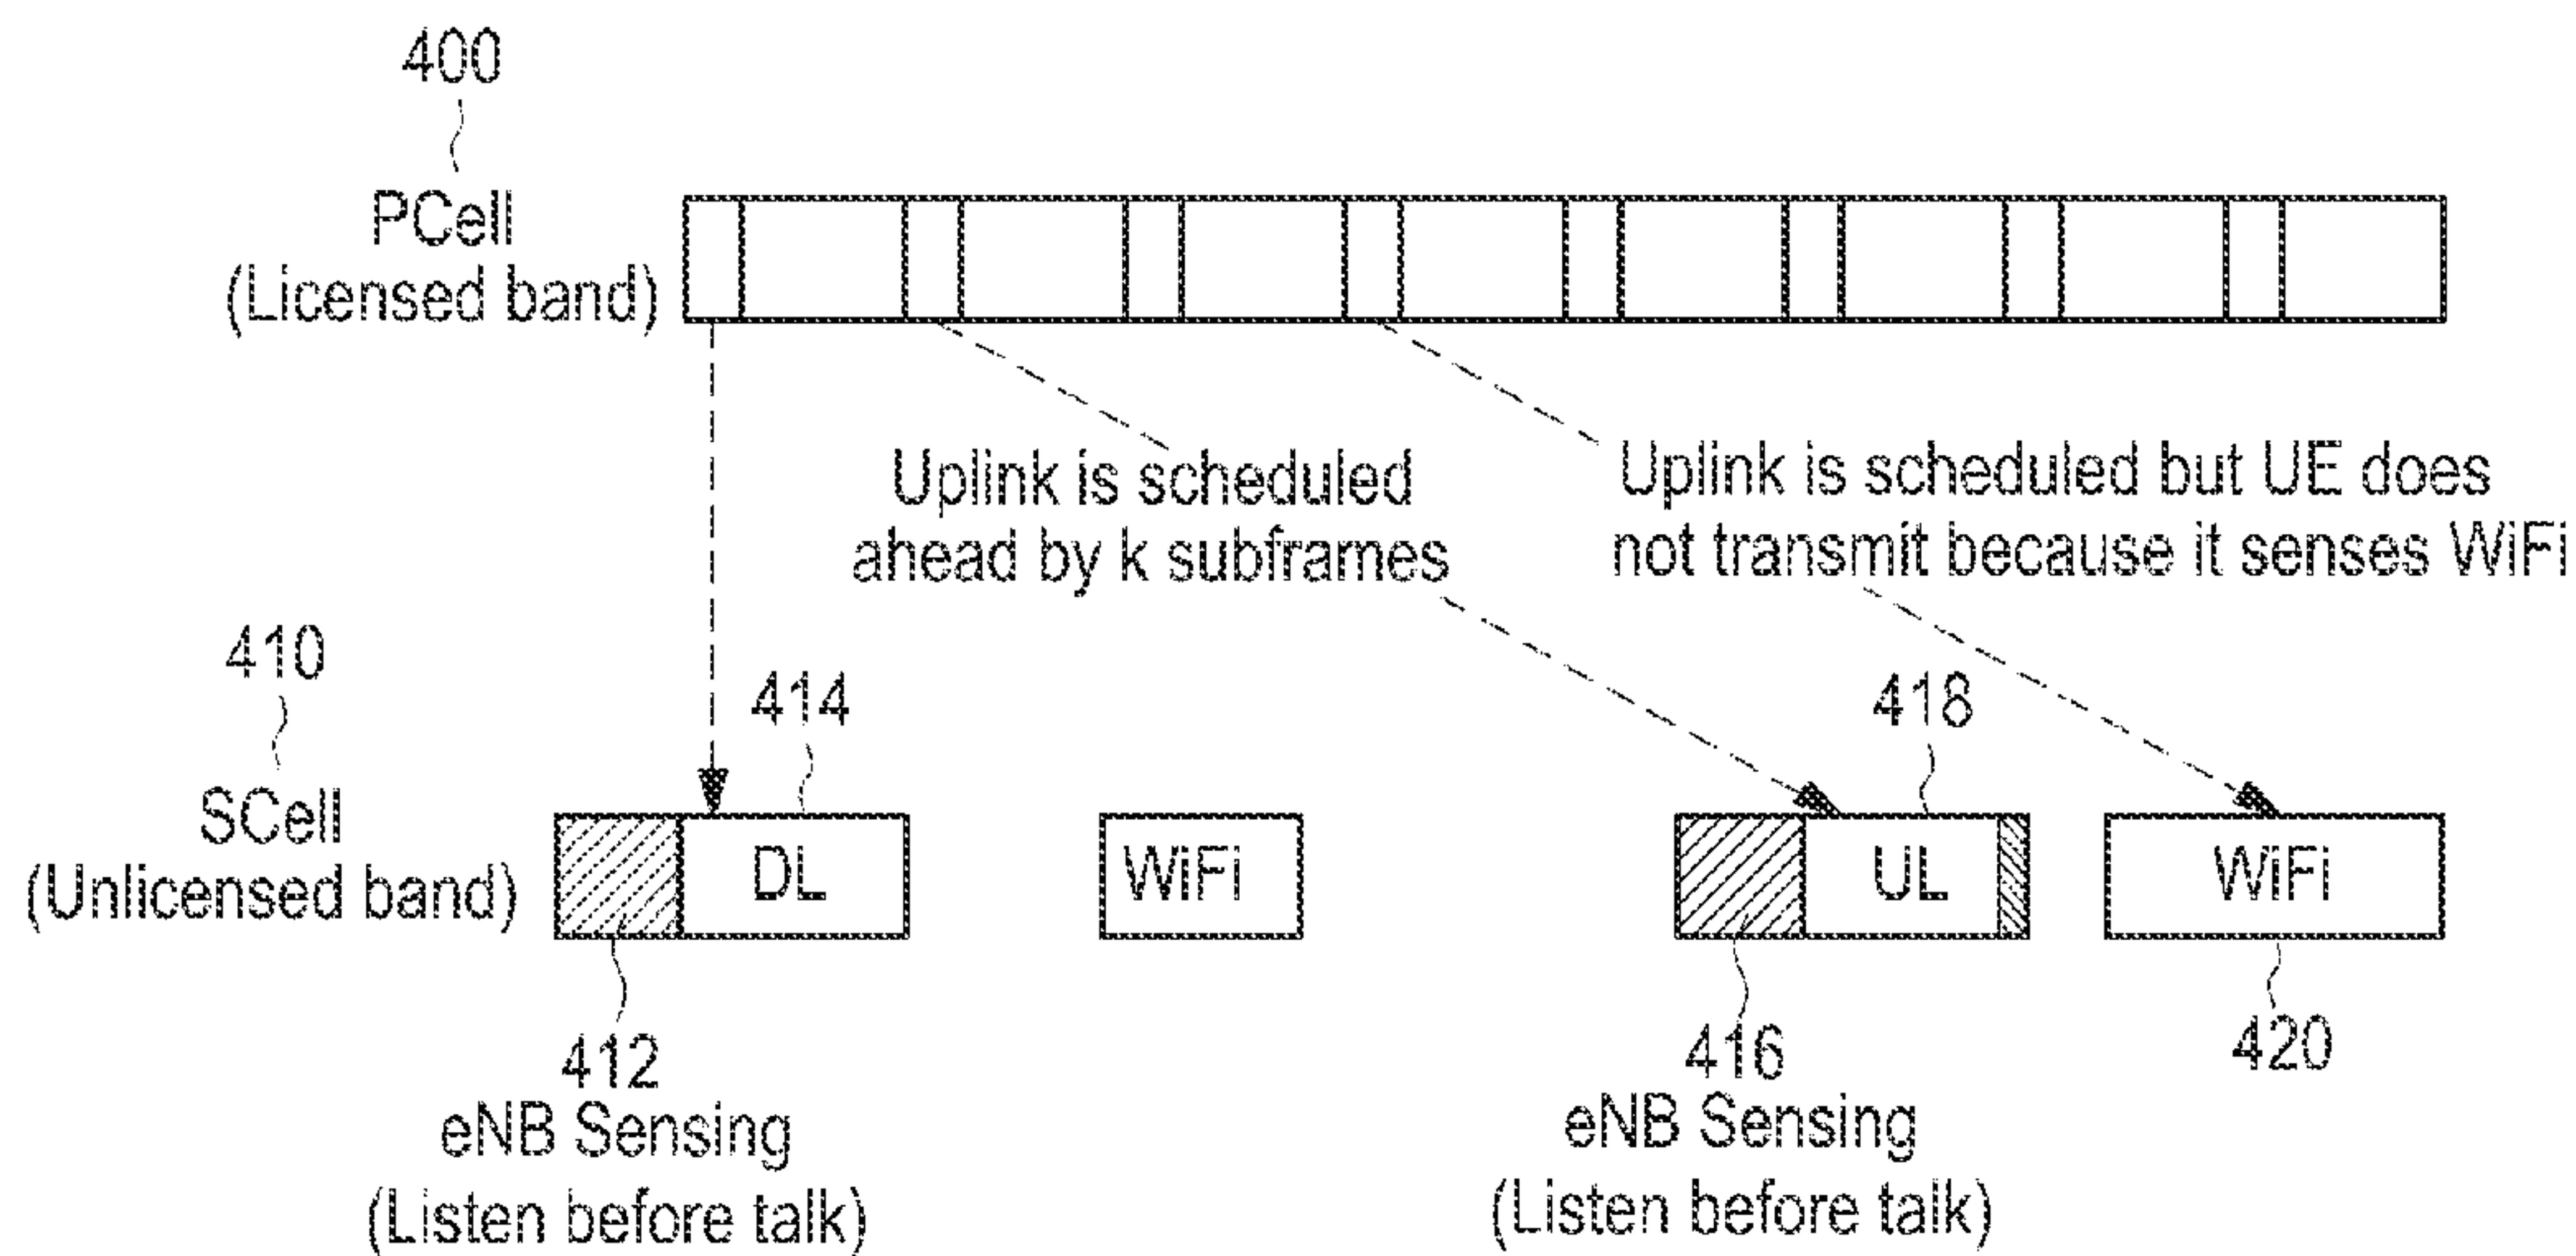 400
PCell
(Licensed band)
Uplink is scheduled
ahead by k subframes
Uplink is scheduled but UE does
not transmit because it senses WiFi
410
SCell
(Unlicensed band)
414
418
DL
WiFi
UL
WiFi
412
eNB Sensing
(Listen before talk)
416
eNB Sensing
(Listen before talk)
420